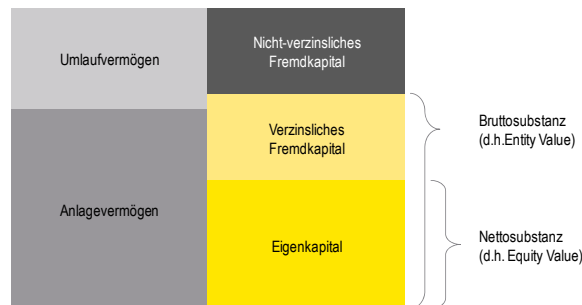 Umlaufvermögen
Nicht-verzinsliches
Fremdkapital
Verzinsliches
Fremdkapital
Anlagevermögen
Eigenkapital
Bruttosubstanz
(d.h.Entity Value)
Nettosubstanz
(d.h. Equity Value)